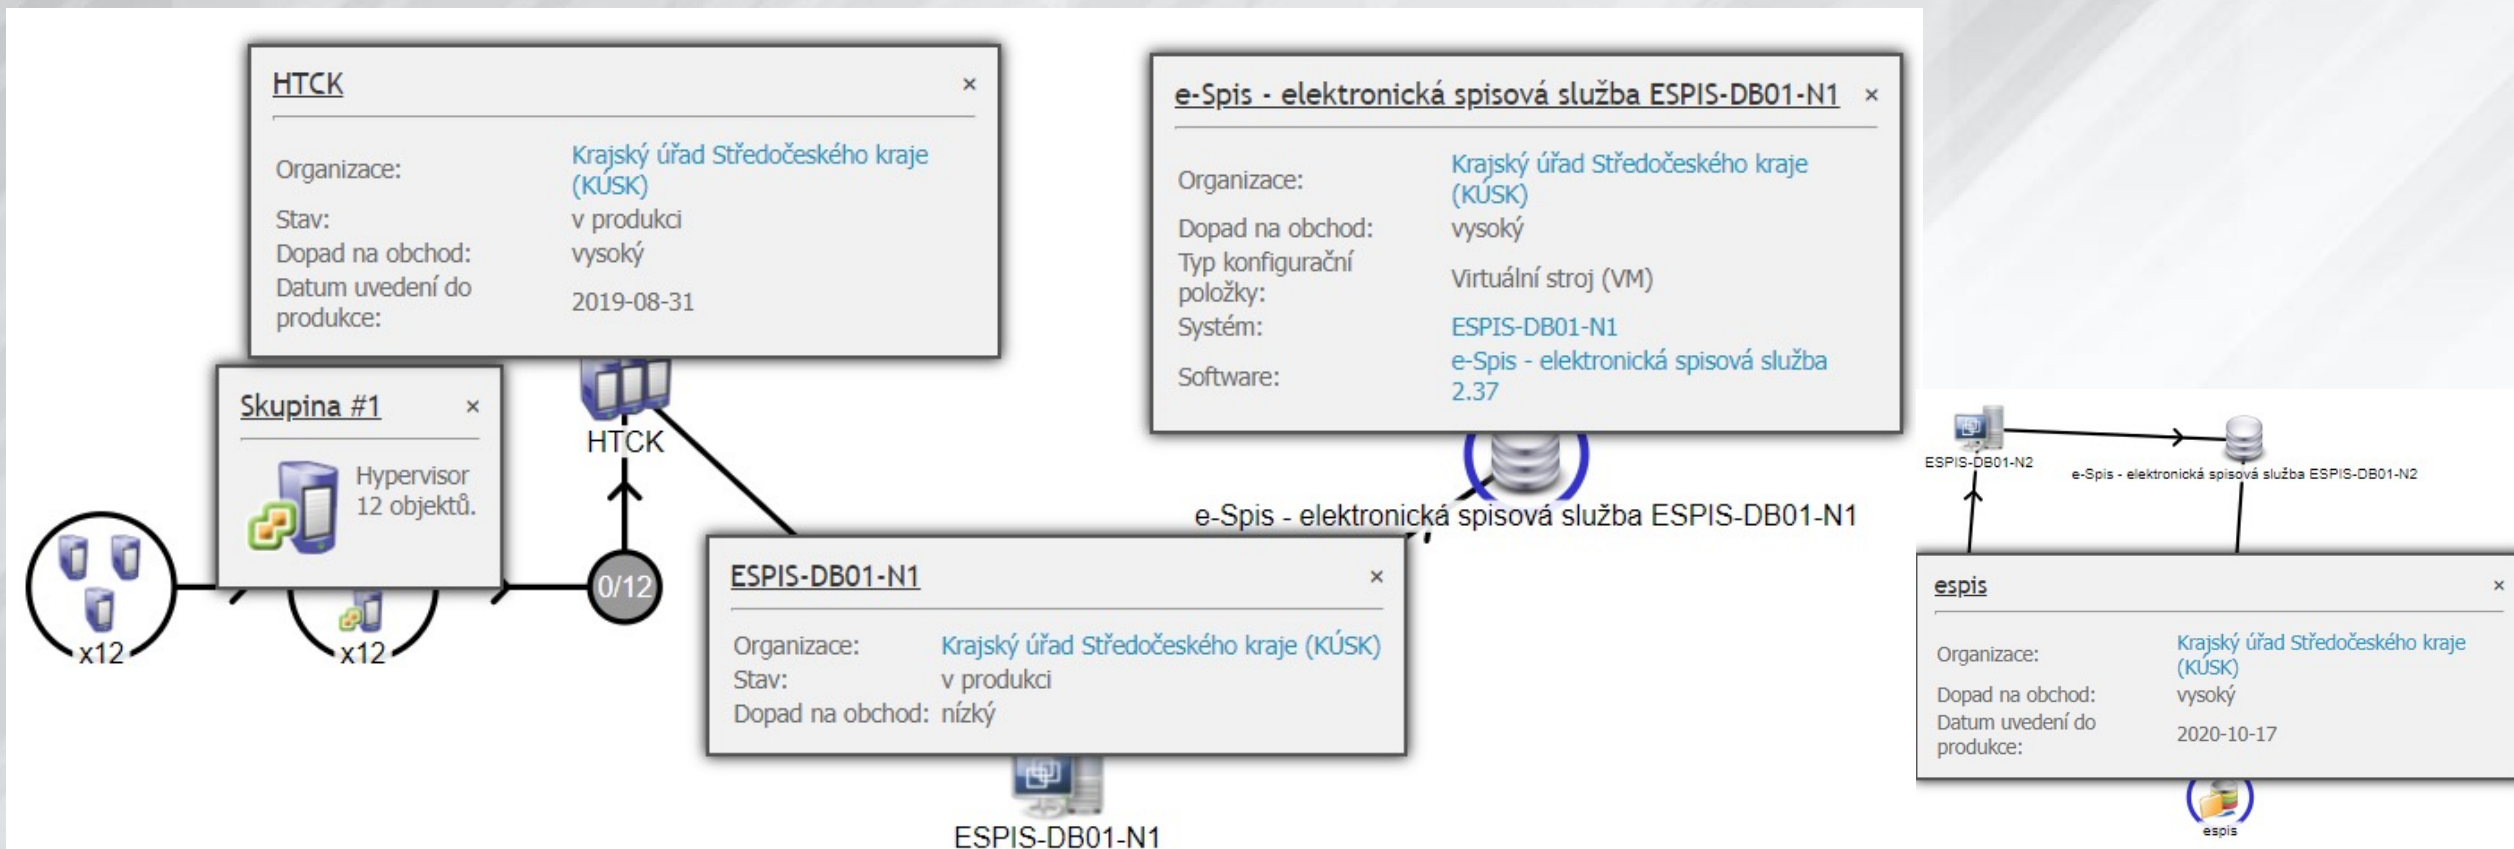 HTCK ×
Organizace: Krajský úřad Středočeského kraje
(KÚSK)
Stav: v produkci
Dopad na obchod: vysoký
Datum uvedení do
produkce: 2019-08-31
Skupina #1 ×
Hypervisor
12 objektů.
HTCK
x12
x12
0/12
e-Spis - elektronická spisová služba ESPIS-DB01-N1 ×
Organizace: Krajský úřad Středočeského kraje
(KÚSK)
Dopad na obchod: vysoký
Typ konfigurační
položky: Virtuální stroj (VM)
Systém: ESPIS-DB01-N1
Software: e-Spis - elektronická spisová služba
2.37
e-Spis - elektronická spisová služba ESPIS-DB01-N1
ESPIS-DB01-N1 ×
Organizace: Krajský úřad Středočeského kraje (KÚSK)
Stav: v produkci
Dopad na obchod: nízký
ESPIS-DB01-N1
ESPIS-DB01-N2
e-Spis - elektronická spisová služba ESPIS-DB01-N2
espis ×
Organizace: Krajský úřad Středočeského kraje
(KÚSK)
Dopad na obchod: vysoký
Datum uvedení do
produkce: 2020-10-17
espis